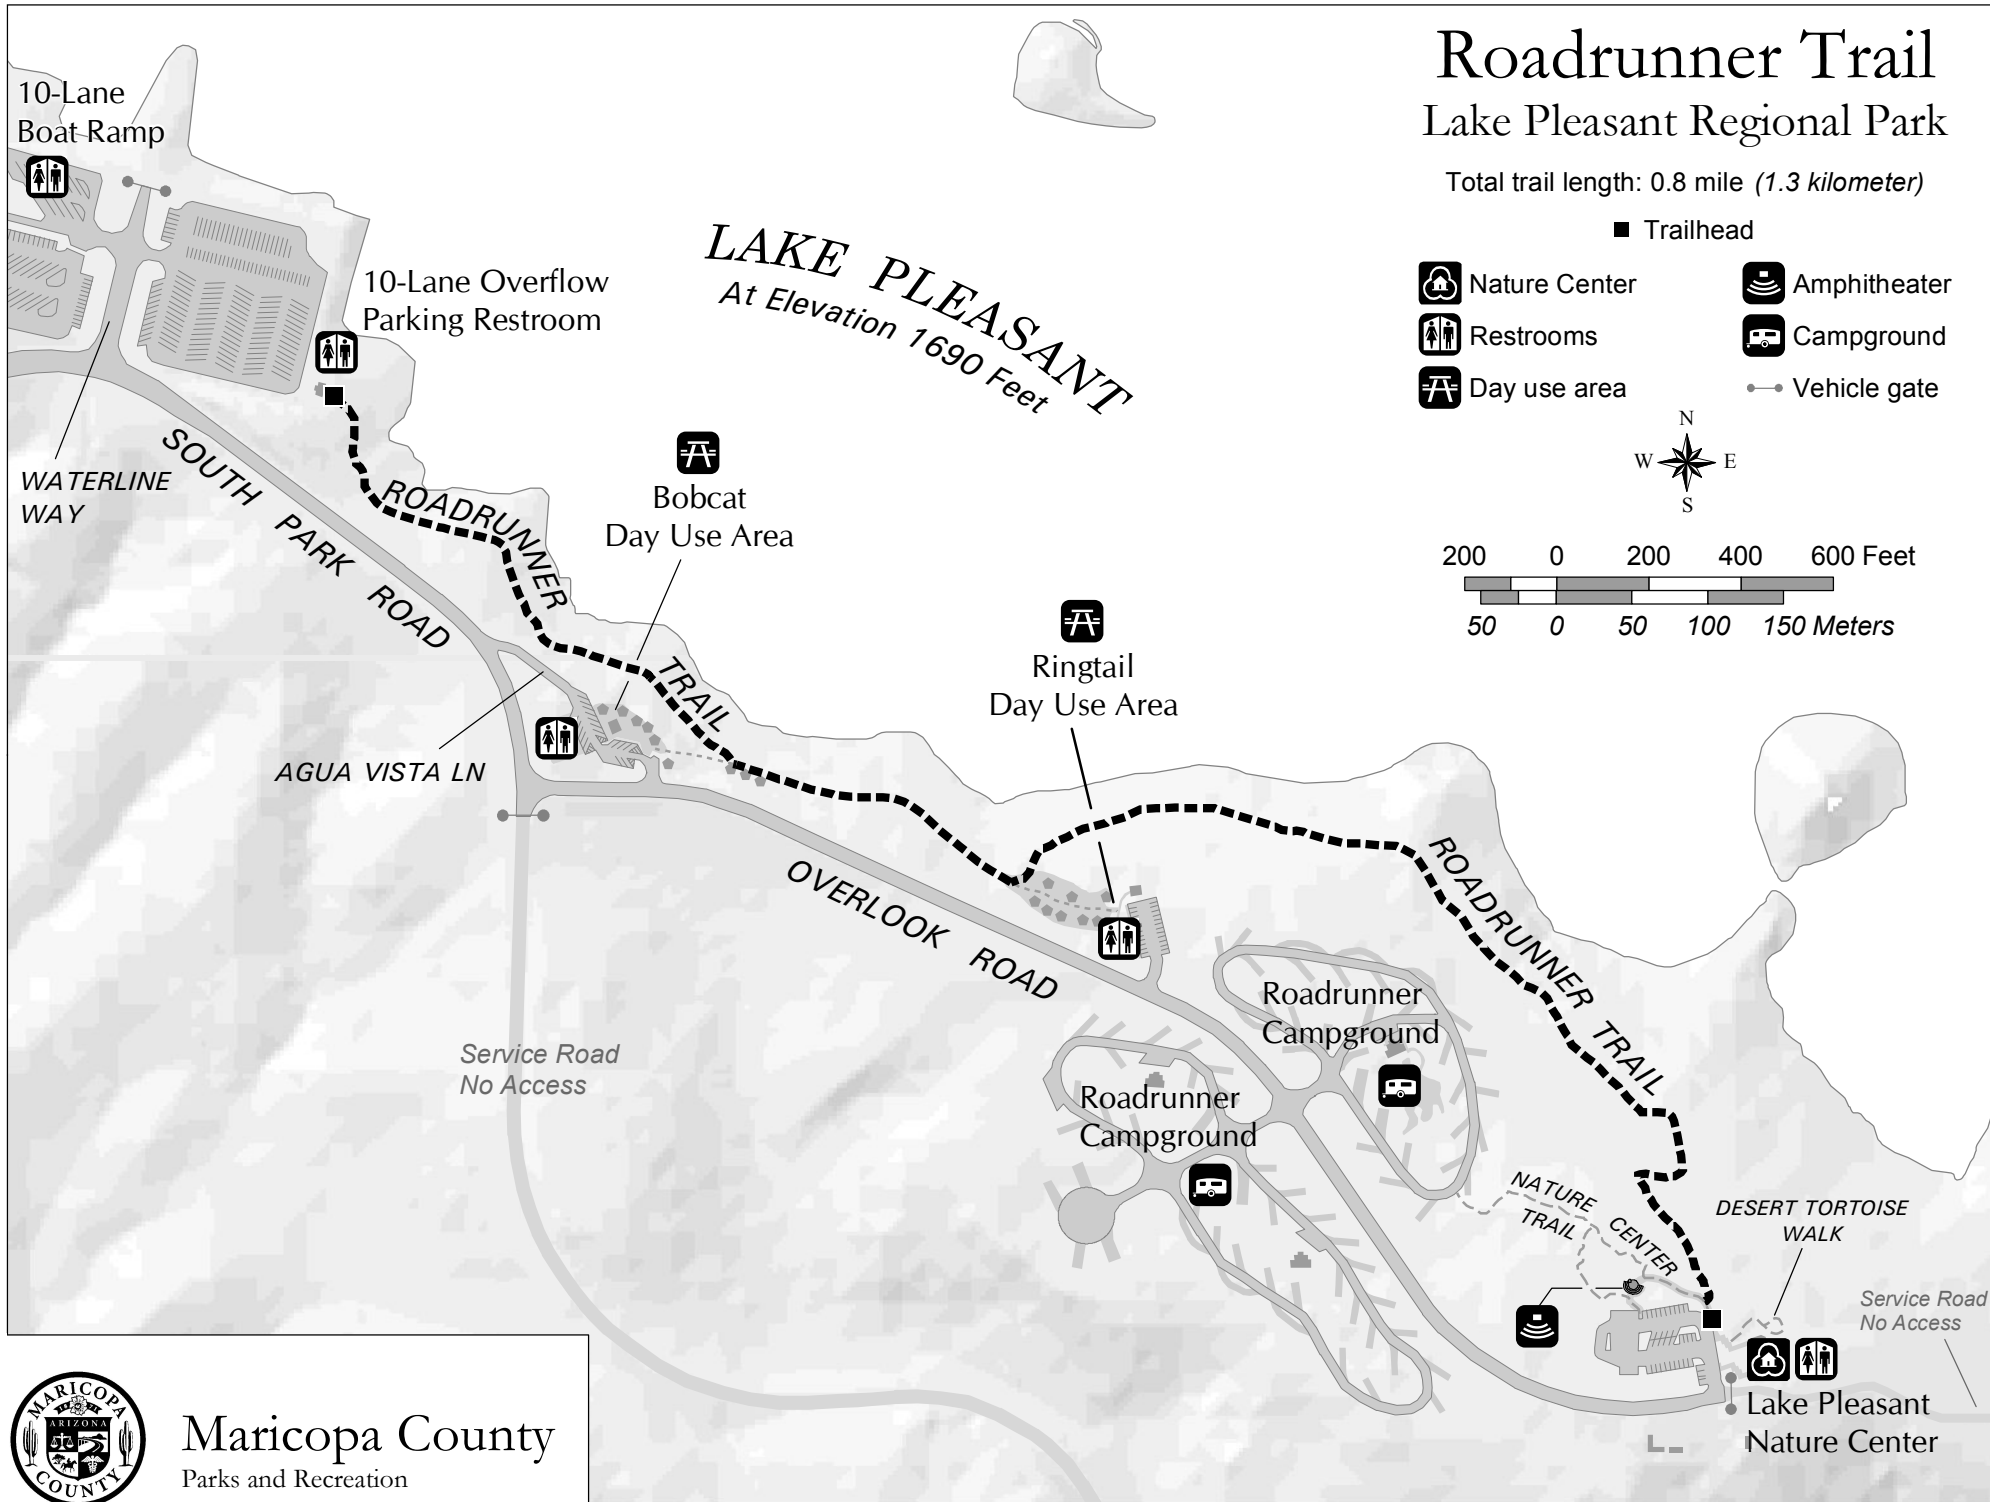 Roadrunner Trail
Lake Pleasant Regional Park
Total trail length: 0.8 mile (1.3 kilometer)
Trailhead
Nature Center
Amphitheater
Restrooms
Campground
Day use area
Vehicle gate
N
W E
S
200 0 200 400 600 Feet
50 0 50 100 150 Meters
10-Lane
Boat Ramp
10-Lane Overflow
Parking Restroom
LAKE PLEASANT
At Elevation 1690 Feet
WATERLINE
WAY
SOUTH PARK ROAD
ROADRUNNER TRAIL
Bobcat
Day Use Area
AGUA VISTA LN
Ringtail
Day Use Area
OVERLOOK ROAD
ROADRUNNER TRAIL
Roadrunner
Campground
Roadrunner
Campground
Service Road
No Access
NATURE CENTER
TRAIL
DESERT TORTOISE
WALK
Service Road
No Access
Lake Pleasant
Nature Center
MARICOPA
1871
ARIZONA
COUNTY
Maricopa County
Parks and Recreation